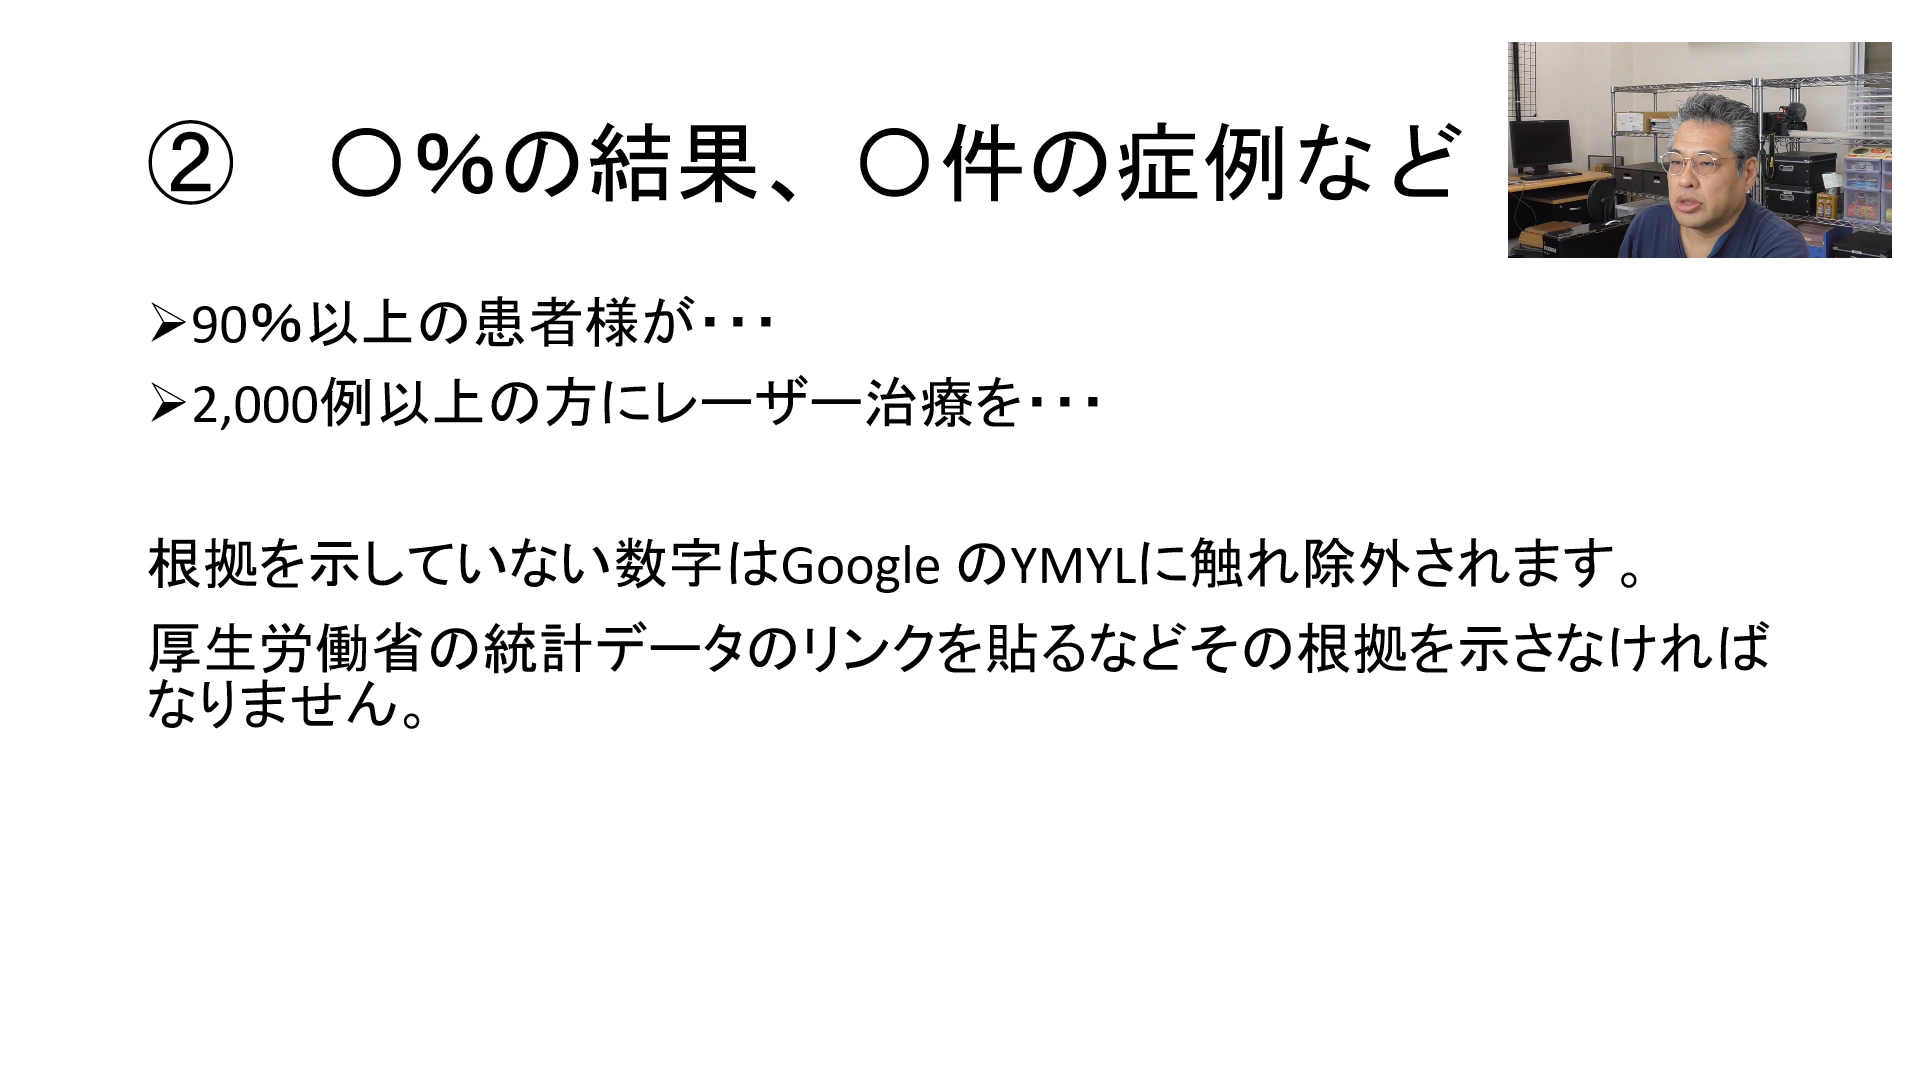 ② 〇%の結果、〇件の症例など
➢90%以上の患者様が・・・
➢2,000例以上の方にレーザー治療を・・・
根拠を示していない数字はGoogle のYMYLに触れ除外されます。
厚生労働省の統計データのリンクを貼るなどその根拠を示さなければ
なりません。